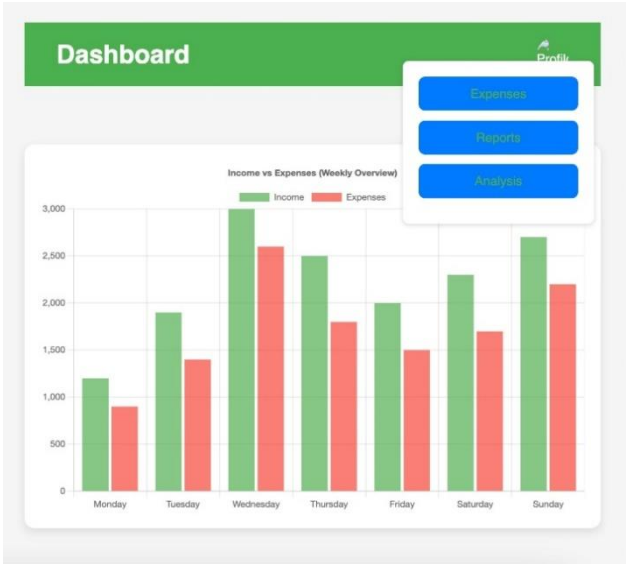 Dashboard
Profile
Expenses
Reports
Analysis
Income vs Expenses (Weekly Overview)
Income Expenses
3,000
2,500
2,000
1,500
1,000
500
0
Monday Tuesday Wednesday Thursday Friday Saturday Sunday